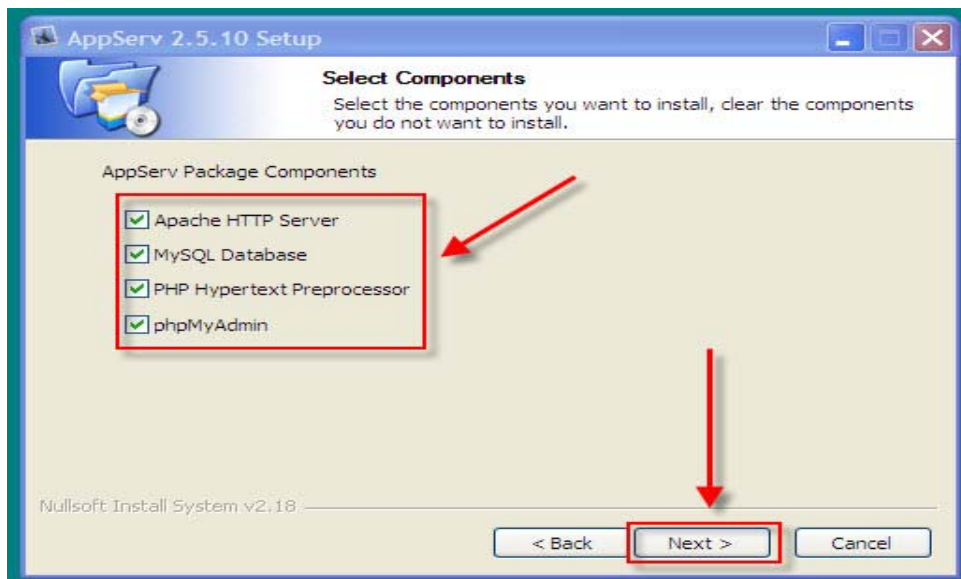 AppServ 2.5.10 Setup
Select Components
Select the components you want to install, clear the components
you do not want to install.
AppServ Package Components
Apache HTTP Server
MySQL Database
PHP Hypertext Preprocessor
phpMyAdmin
Nullsoft Install System v2.18
< Back
Next >
Cancel